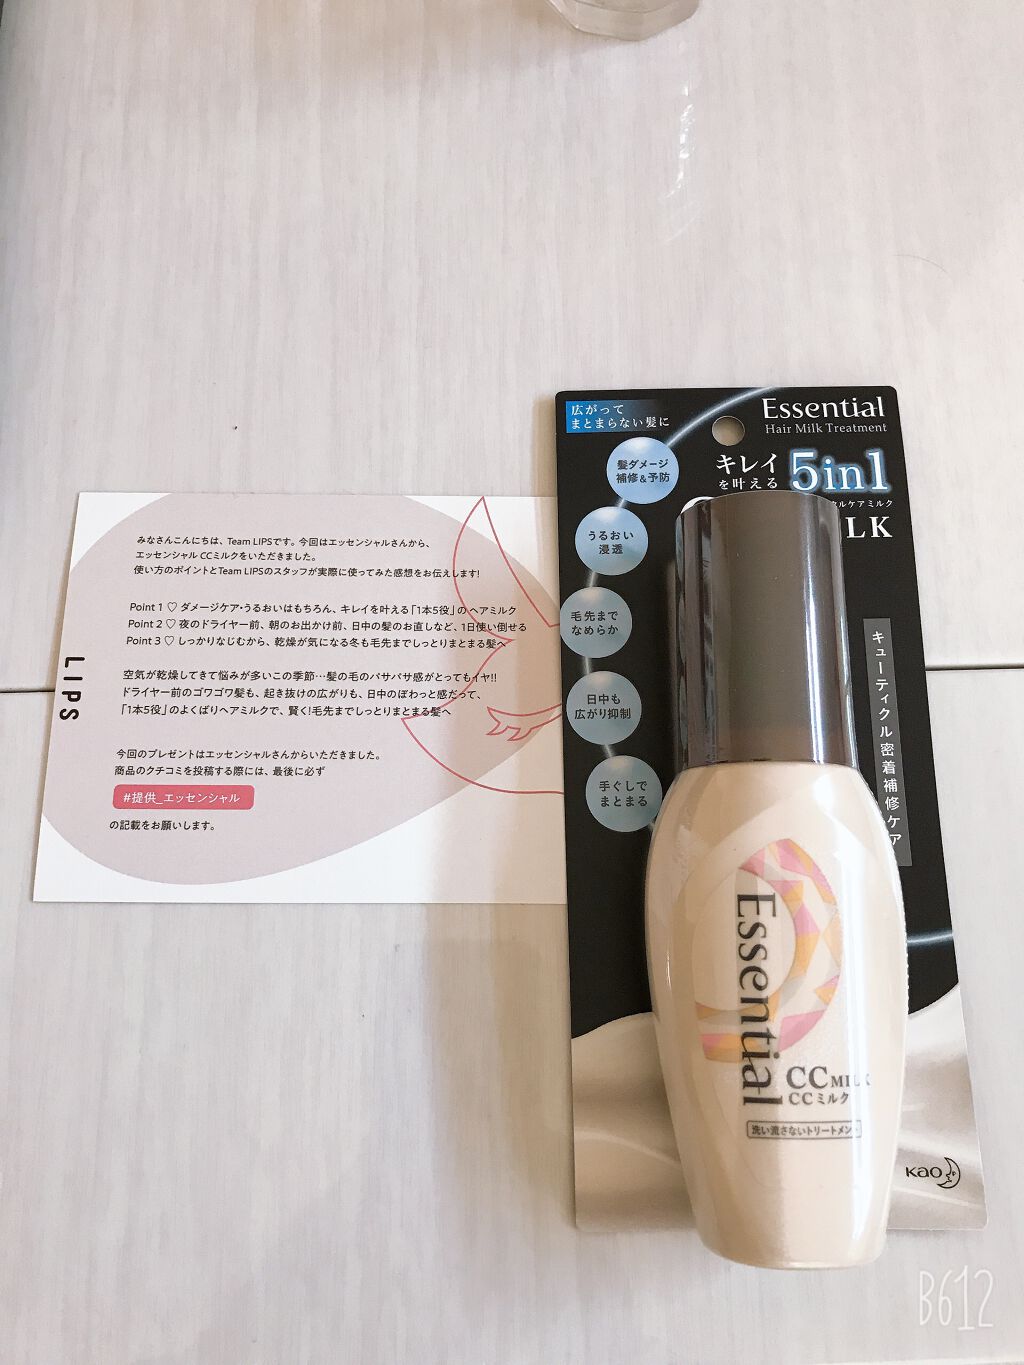 みなさんこんにちは、Team LIPSです。今回はエッセンシャルさんから、
エッセンシャル CCミルクをいただきました。
使い方のポイントとTeam LIPSのスタッフが実際に使ってみた感想をお伝えします!
Point 1 ♡ ダメージケア・うるおいはもちろん、キレイを叶える「1本5役」のヘアミルク
Point 2 ♡ 夜のドライヤー前、朝のお出かけ前、日中の髪のお直しなど、1日使い倒せる
Point 3 ♡ しっかりなじむから、乾燥が気になる冬も毛先までしっとりまとまる髪へ
空気が乾燥してきて悩みが多いこの季節…髪の毛のパサパサ感がとってもイヤ!!
ドライヤー前のゴワゴワ髪も、起き抜けの広がりも、日中のぼわっと感だって、
「1本5役」のよくばりヘアミルクで、賢く!毛先までしっとりまとまる髪へ
今回のプレゼントはエッセンシャルさんからいただきました。
商品のクチコミを投稿する際には、最後に必ず
#提供_エッセンシャル
の記載をお願いします。
LIPS
広がって
まとまらない髪に
Essential
Hair Milk Treatment
キレイ
を叶える
5in1
ルケアミルク
LK
髪ダメージ
補修&予防
うるおい
浸透
毛先まで
なめらか
日中も
広がり抑制
手ぐしで
まとまる
キューティクル密着補修ケア
Essential
CC MILK
CCミルク
洗い流さないトリートメント
Kao
B612